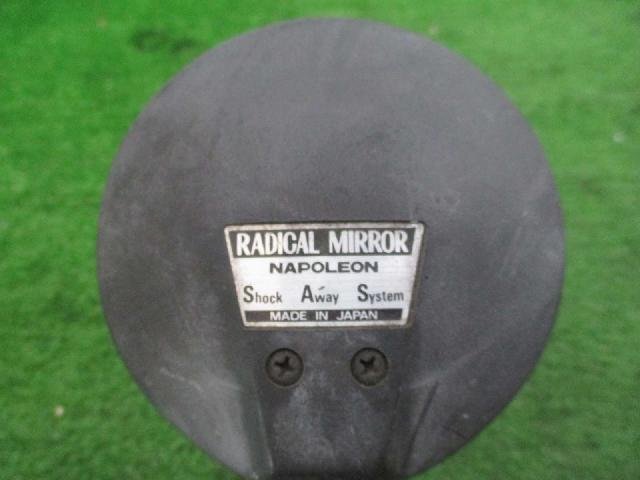 RADICAL MIRROR
NAPOLEON
Shock Away System
MADE IN JAPAN